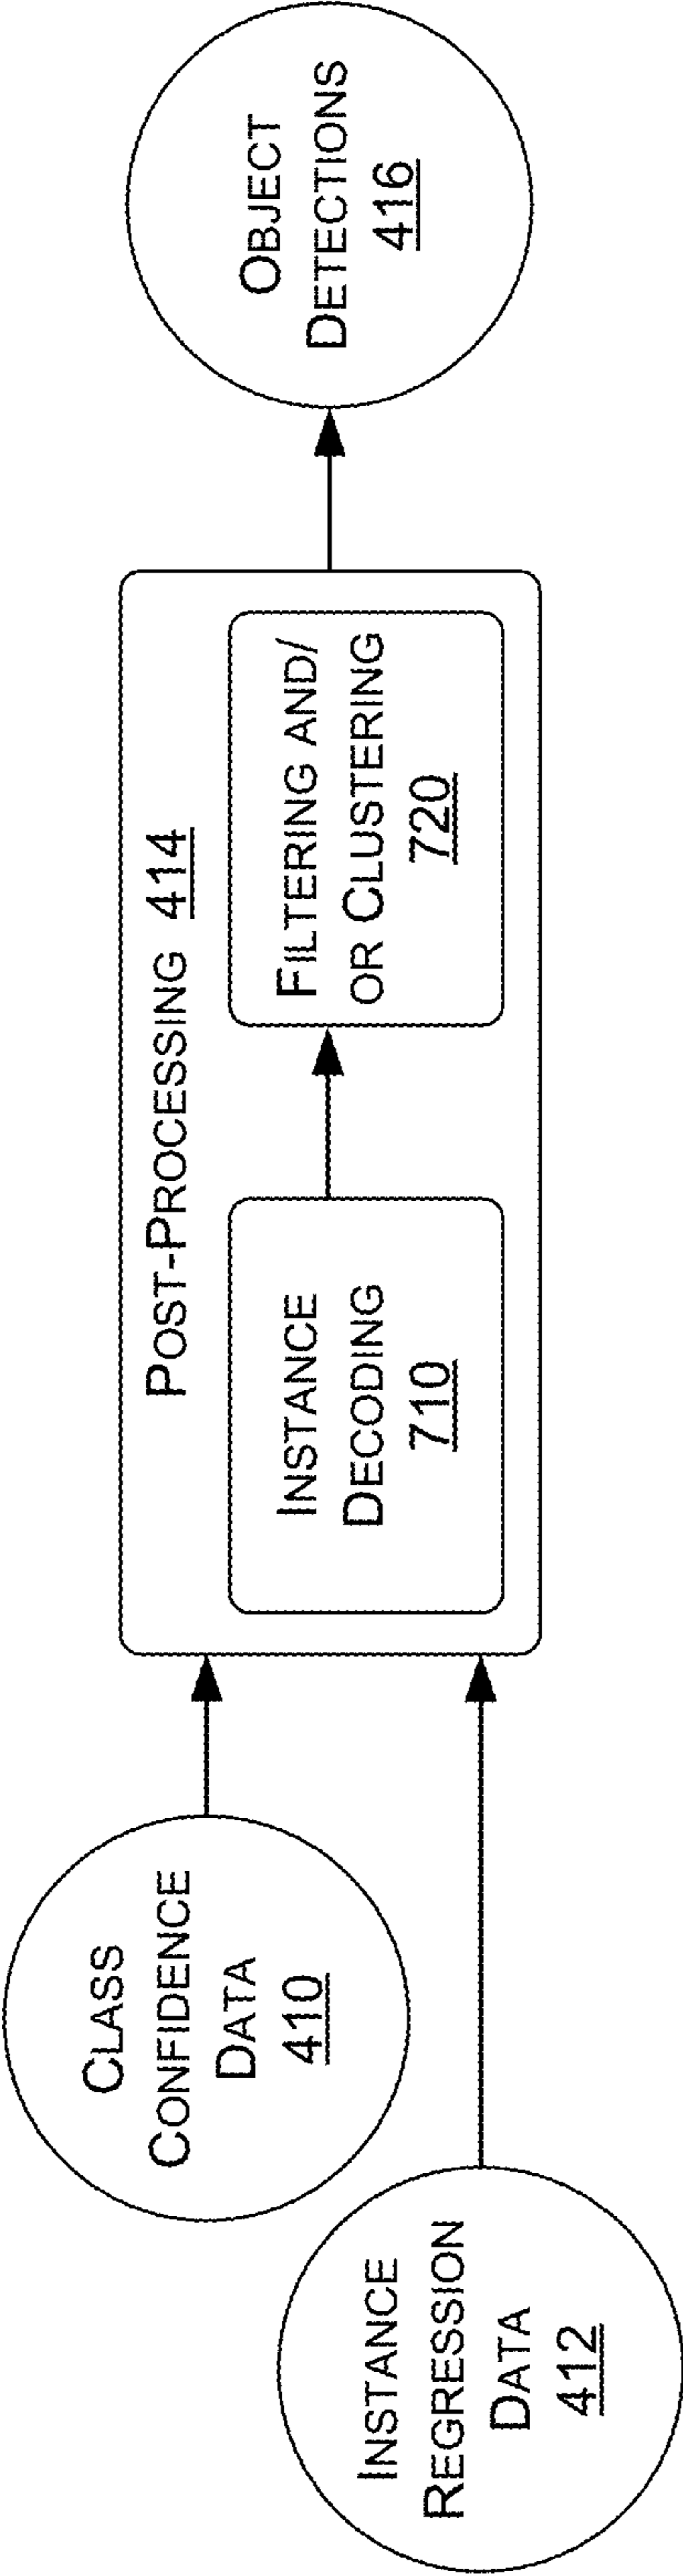 CLASS
CONFIDENCE
DATA
410
INSTANCE
REGRESSION
DATA
412
POST-PROCESSING 414
INSTANCE
DECODING
710
FILTERING AND/
OR CLUSTERING
720
OBJECT
DETECTIONS
416